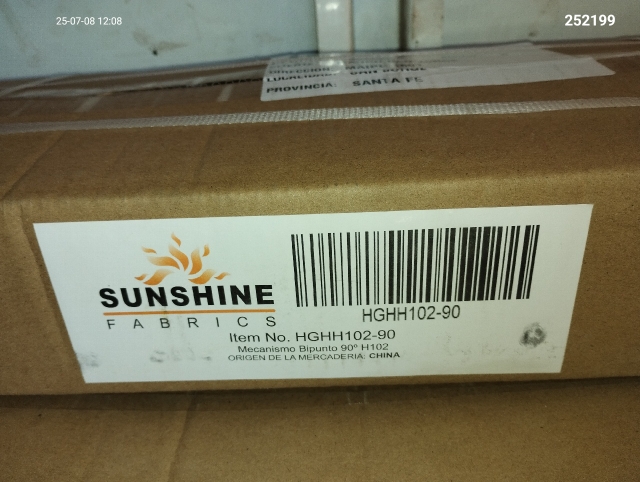 25-07-08 12:08
252199
PROVINCIA: SANTA FE
SUNSHINE
FABRICS
HGHH102-90
Item No. HGHH102-90
Mecanismo Bipunto 90º H102
ORIGEN DE LA MERCADERIA: CHINA